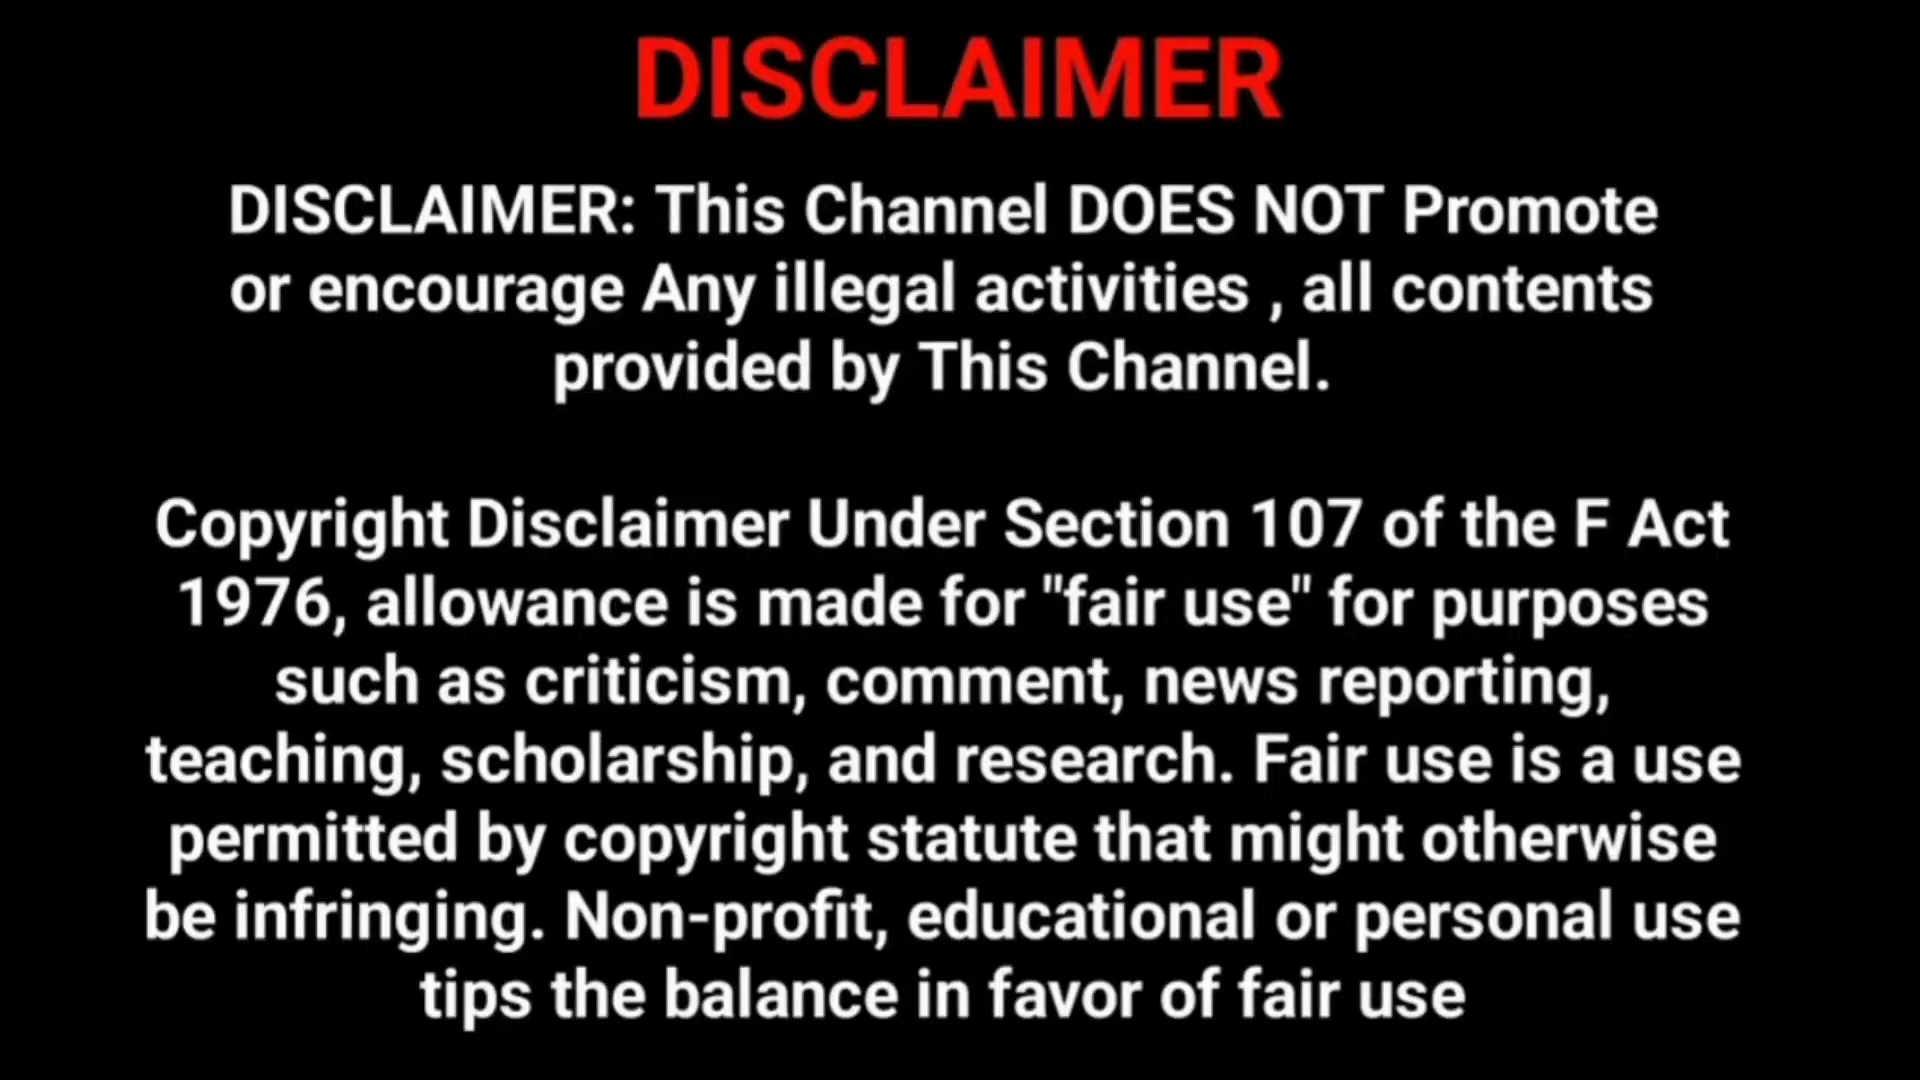 DISCLAIMER
DISCLAIMER: This Channel DOES NOT Promote
or encourage Any illegal activities , all contents
provided by This Channel.
Copyright Disclaimer Under Section 107 of the F Act
1976, allowance is made for "fair use" for purposes
such as criticism, comment, news reporting,
teaching, scholarship, and research. Fair use is a use
permitted by copyright statute that might otherwise
be infringing. Non-profit, educational or personal use
tips the balance in favor of fair use